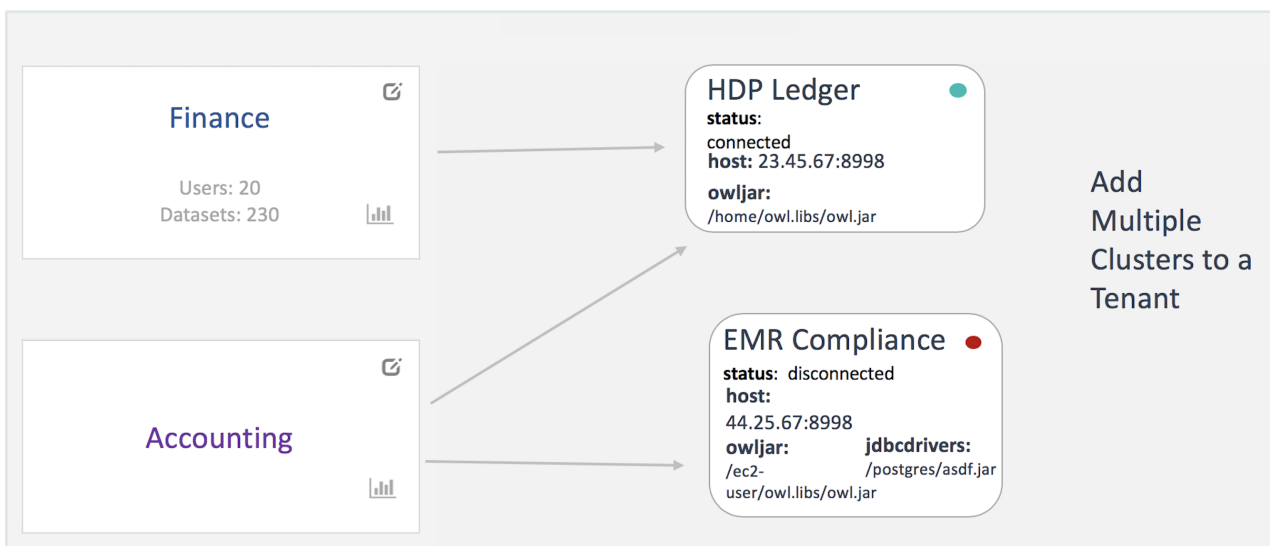 Finance
Users: 20
Datasets: 230
HDP Ledger
status:
connected
host: 23.45.67:8998
owljar:
/home/owl.libs/owl.jar
Add
Multiple
Clusters to a
Tenant
Accounting
EMR Compliance
status: disconnected
host:
44.25.67:8998
owljar:
/ec2-
user/owl.libs/owl.jar
jdbcdrivers:
/postgres/asdf.jar